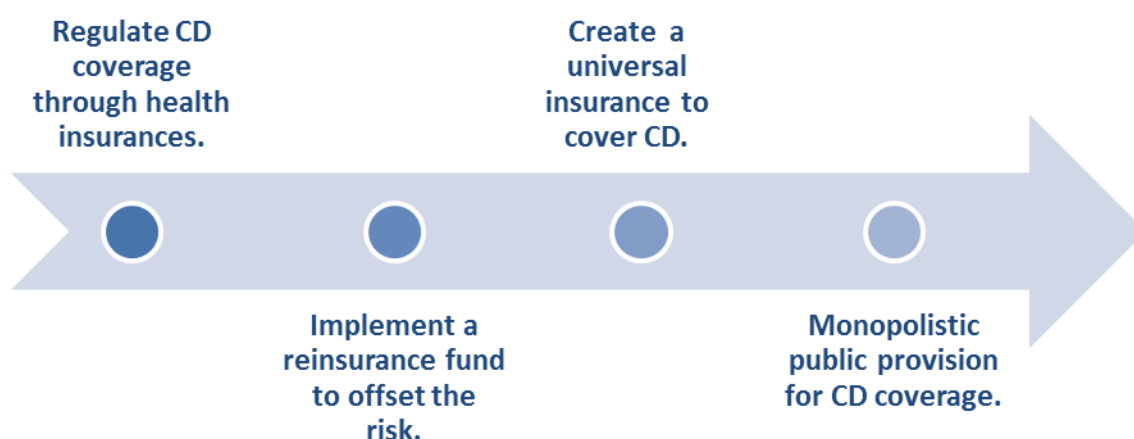 Regulate CD
coverage
through health
insurances.
Implement a
reinsurance fund
to offset the
risk.
Create a
universal
insurance to
cover CD.
Monopolistic
public provision
for CD coverage.